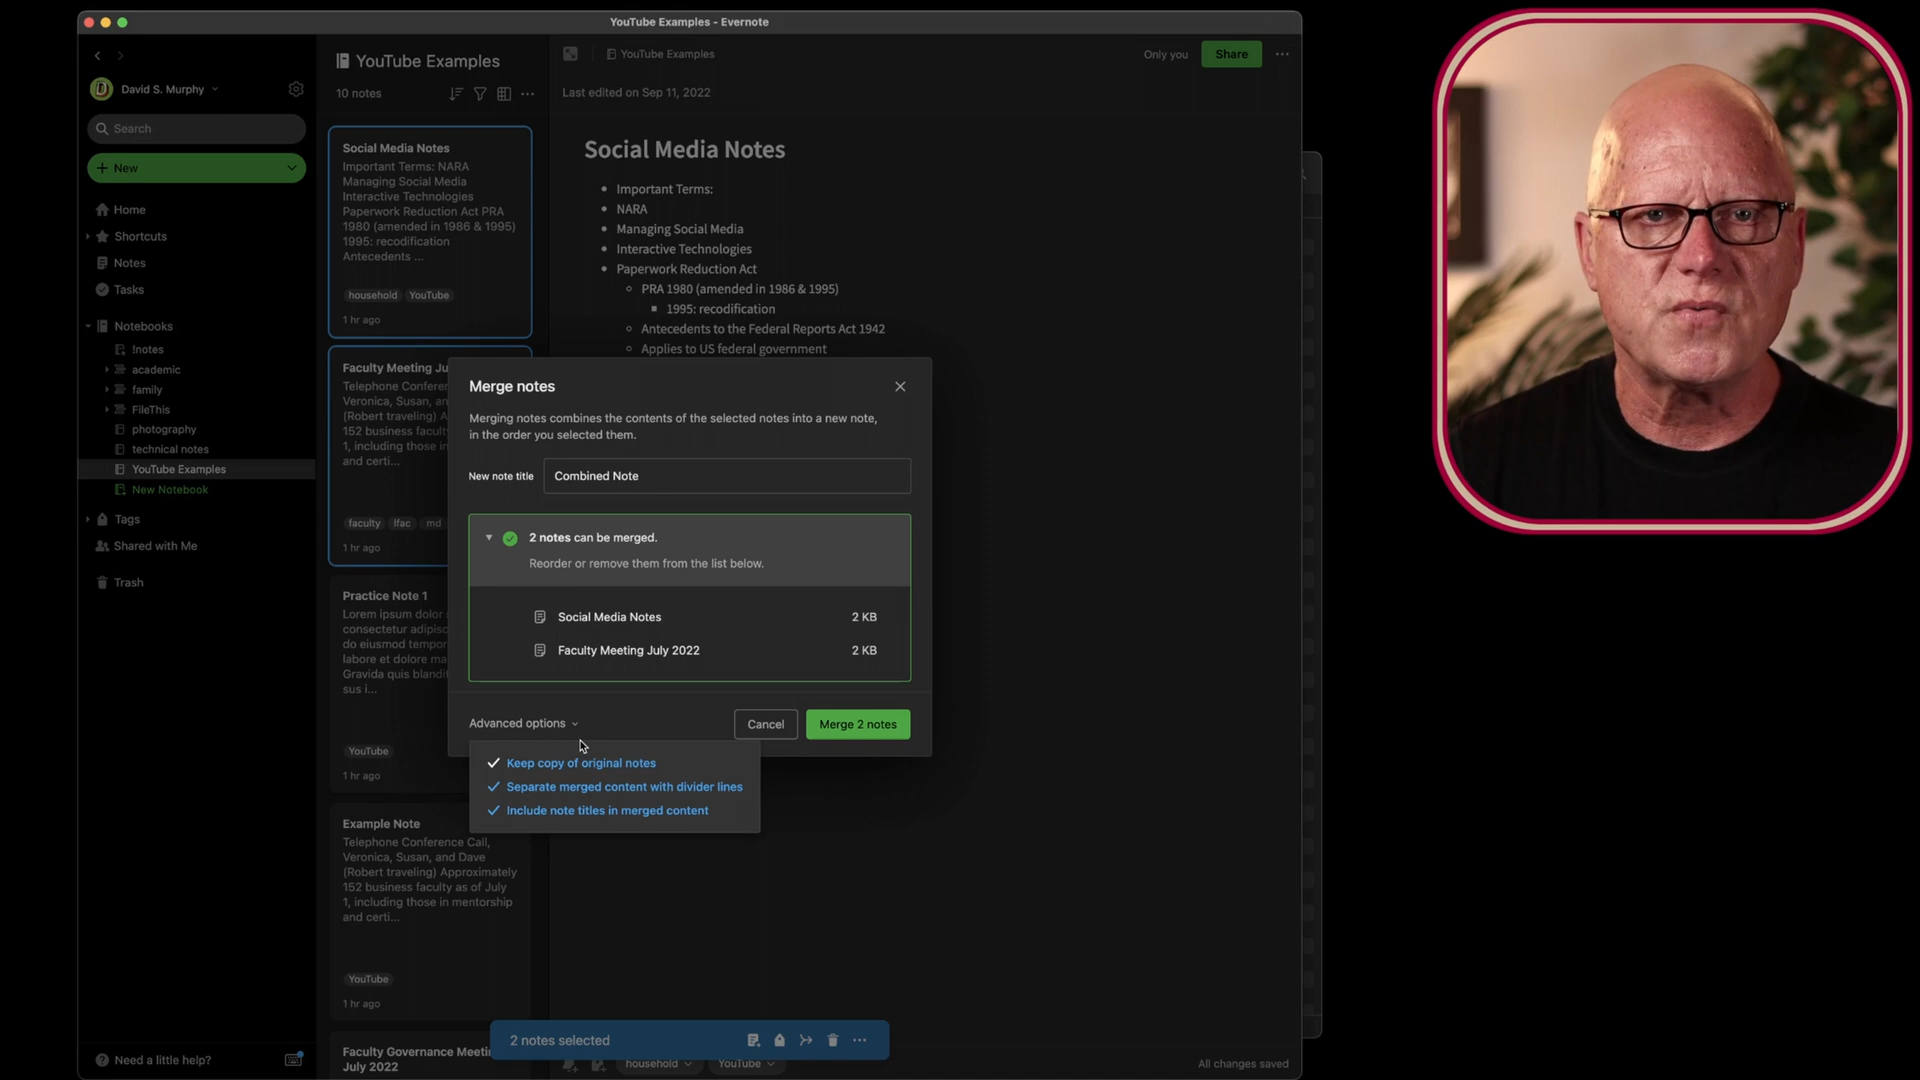 YouTube Examples - Evernote
David S. Murphy
Search
New
Home
Shortcuts
Notes
Tasks
Notebooks
!notes
academic
family
FileThis
photography
technical notes
YouTube Examples
New Notebook
Tags
Shared with Me
Trash
Need a little help?
YouTube Examples
10 notes
Social Media Notes
Important Terms: NARA
Managing Social Media
Interactive Technologies
Paperwork Reduction Act PRA
1980 (amended in 1986 & 1995)
1995: recodification
Antecedents ...
household YouTube
1 hr ago
Faculty Meeting Ju
Telephone Confer
Veronica, Susan, an
(Robert traveling) A
152 business facult
1, including those in
and certi...
faculty lfac md
1 hr ago
Practice Note 1
Lorem ipsum dolor
consectetur adipisc
do eiusmod tempor
labore et dolore ma
Gravida quis blandit
sus i...
YouTube
1 hr ago
Example Note
Telephone Conference Call,
Veronica, Susan, and Dave
(Robert traveling) Approximately
152 business faculty as of July
1, including those in mentorship
and certi...
YouTube
1 hr ago
Faculty Governance Meeti
July 2022
YouTube Examples
Only you
Share
Last edited on Sep 11, 2022
Social Media Notes
Important Terms:
NARA
Managing Social Media
Interactive Technologies
Paperwork Reduction Act
PRA 1980 (amended in 1986 & 1995)
1995: recodification
Antecedents to the Federal Reports Act 1942
Applies to US federal government
Merge notes
Merging notes combines the contents of the selected notes into a new note,
in the order you selected them.
New note title
Combined Note
2 notes can be merged.
Reorder or remove them from the list below.
Social Media Notes 2 KB
Faculty Meeting July 2022 2 KB
Advanced options
Cancel
Merge 2 notes
Keep copy of original notes
Separate merged content with divider lines
Include note titles in merged content
2 notes selected
household YouTube
All changes saved